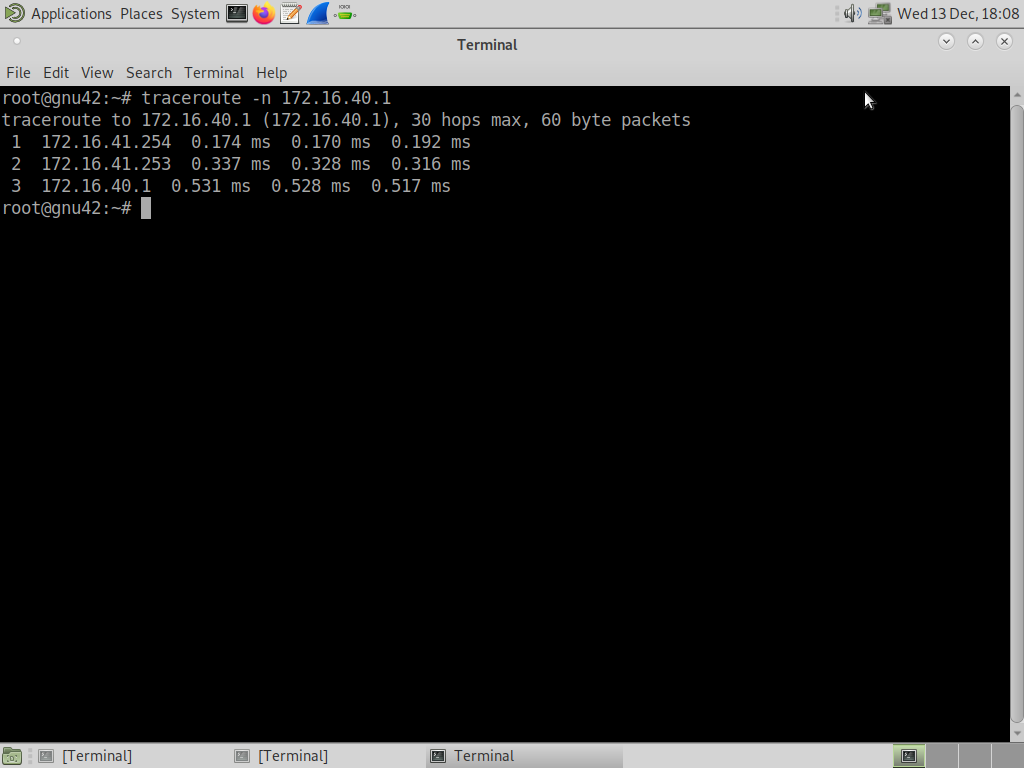 Applications Places System Wed 13 Dec, 18:08
Terminal
File Edit View Search Terminal Help
root@gnu42:~# traceroute -n 172.16.40.1
traceroute to 172.16.40.1 (172.16.40.1), 30 hops max, 60 byte packets
 1  172.16.41.254  0.174 ms  0.170 ms  0.192 ms
 2  172.16.41.253  0.337 ms  0.328 ms  0.316 ms
 3  172.16.40.1  0.531 ms  0.528 ms  0.517 ms
root@gnu42:~#
[Terminal] [Terminal] Terminal